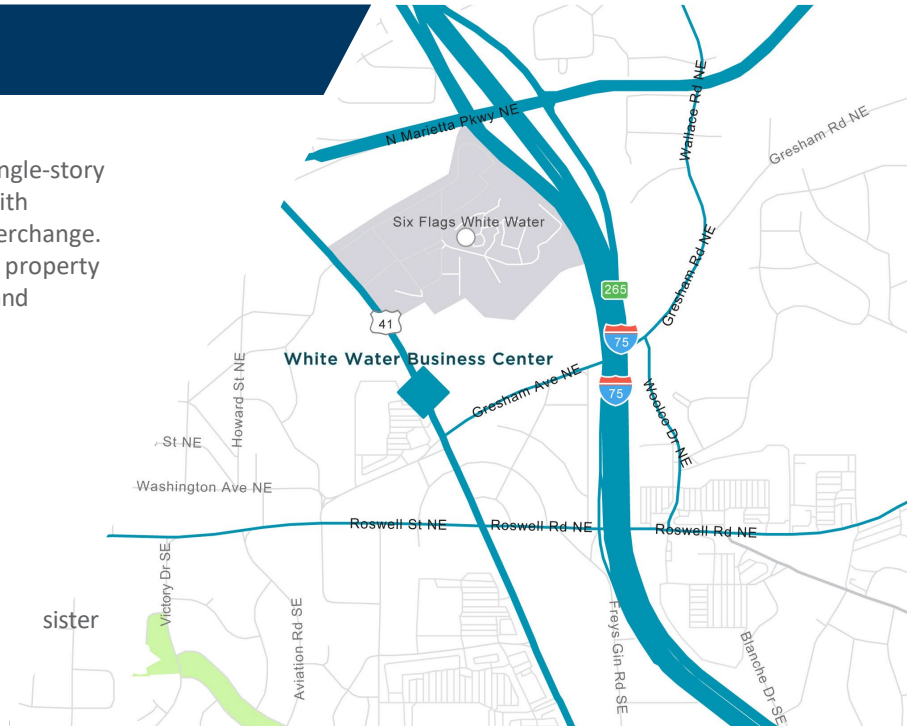 ngle-story
ith
erchange.
property
and
sister
N Marietta Pkwy NE
Wallace Rd NE
Gresham Rd NE
Six Flags White Water
Gresham Rd NE
265
41
75
White Water Business Center
75
Gresham Ave NE
Woolco Dr NE
Howard St NE
St NE
Washington Ave NE
Roswell St NE
Roswell Rd NE
Roswell Rd NE
Victory Dr SE
Aviation Rd SE
Freys Gin Rd SE
Blanche Dr SE